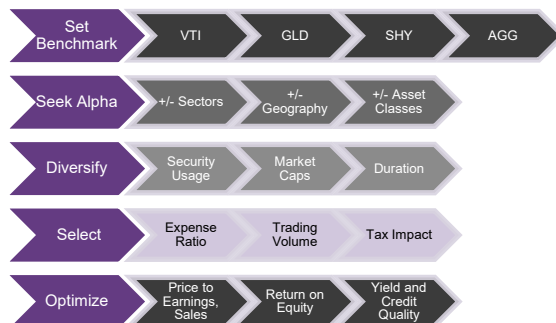 Set
Benchmark
VTI
GLD
SHY
AGG
Seek Alpha
+/- Sectors
+/-
Geography
+/- Asset
Classes
Diversify
Security
Usage
Market
Caps
Duration
Select
Expense
Ratio
Trading
Volume
Tax Impact
Optimize
Price to
Earnings,
Sales
Return on
Equity
Yield and
Credit
Quality